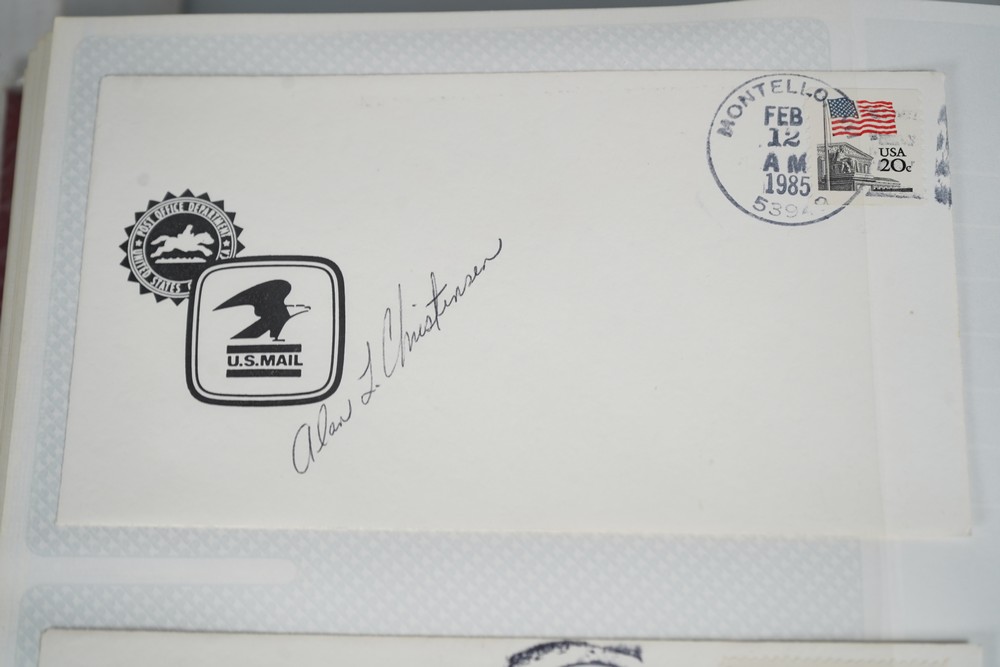 MONTELLO
FEB
12
AM
1985
USA
20c
POST OFFICE DEPARTMENT
UNITED STATES
U.S.MAIL
Alan L. Christensen